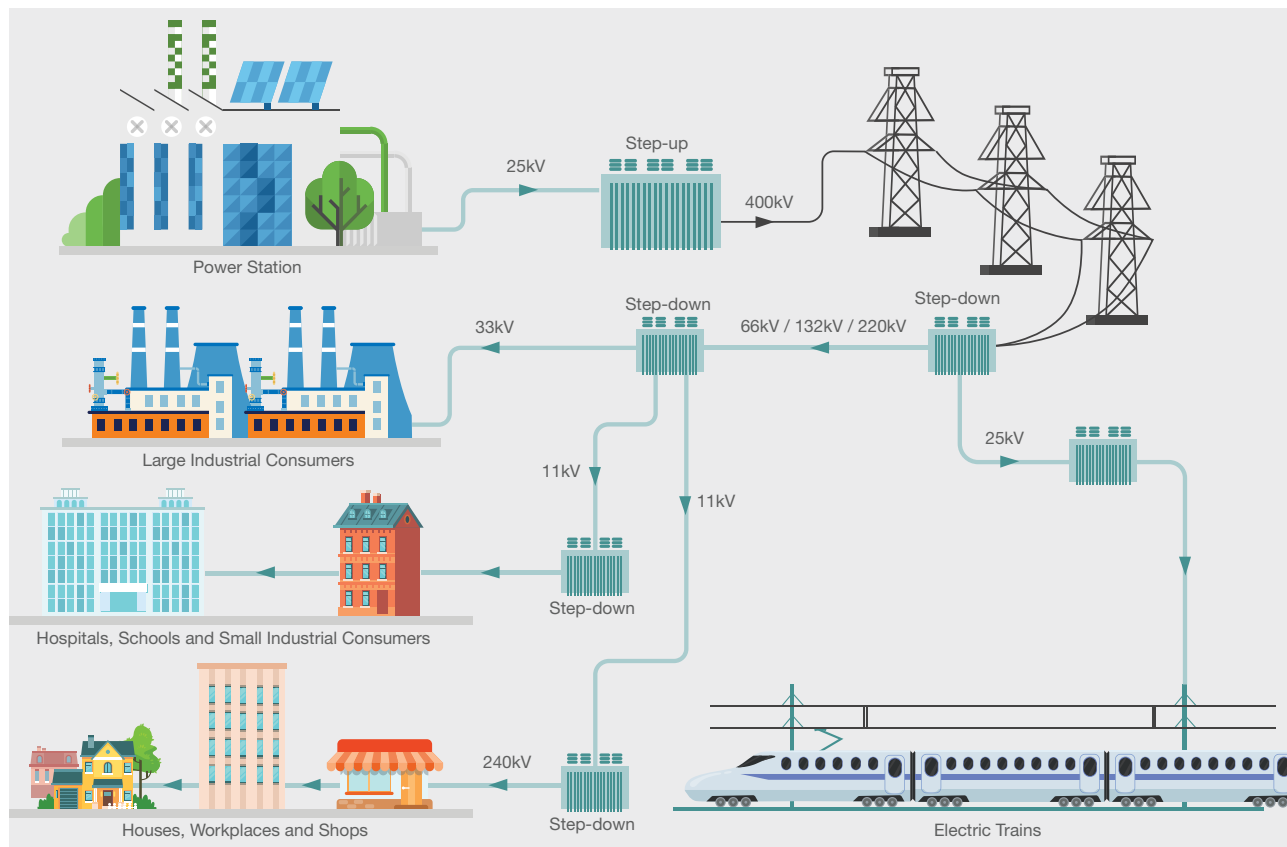 Step-up
25kV
400kV
Power Station
Step-down
Step-down
33kV
66kV / 132kV / 220kV
25kV
Large Industrial Consumers
11kV
11kV
Step-down
Hospitals, Schools and Small Industrial Consumers
240kV
Step-down
Houses, Workplaces and Shops
Electric Trains